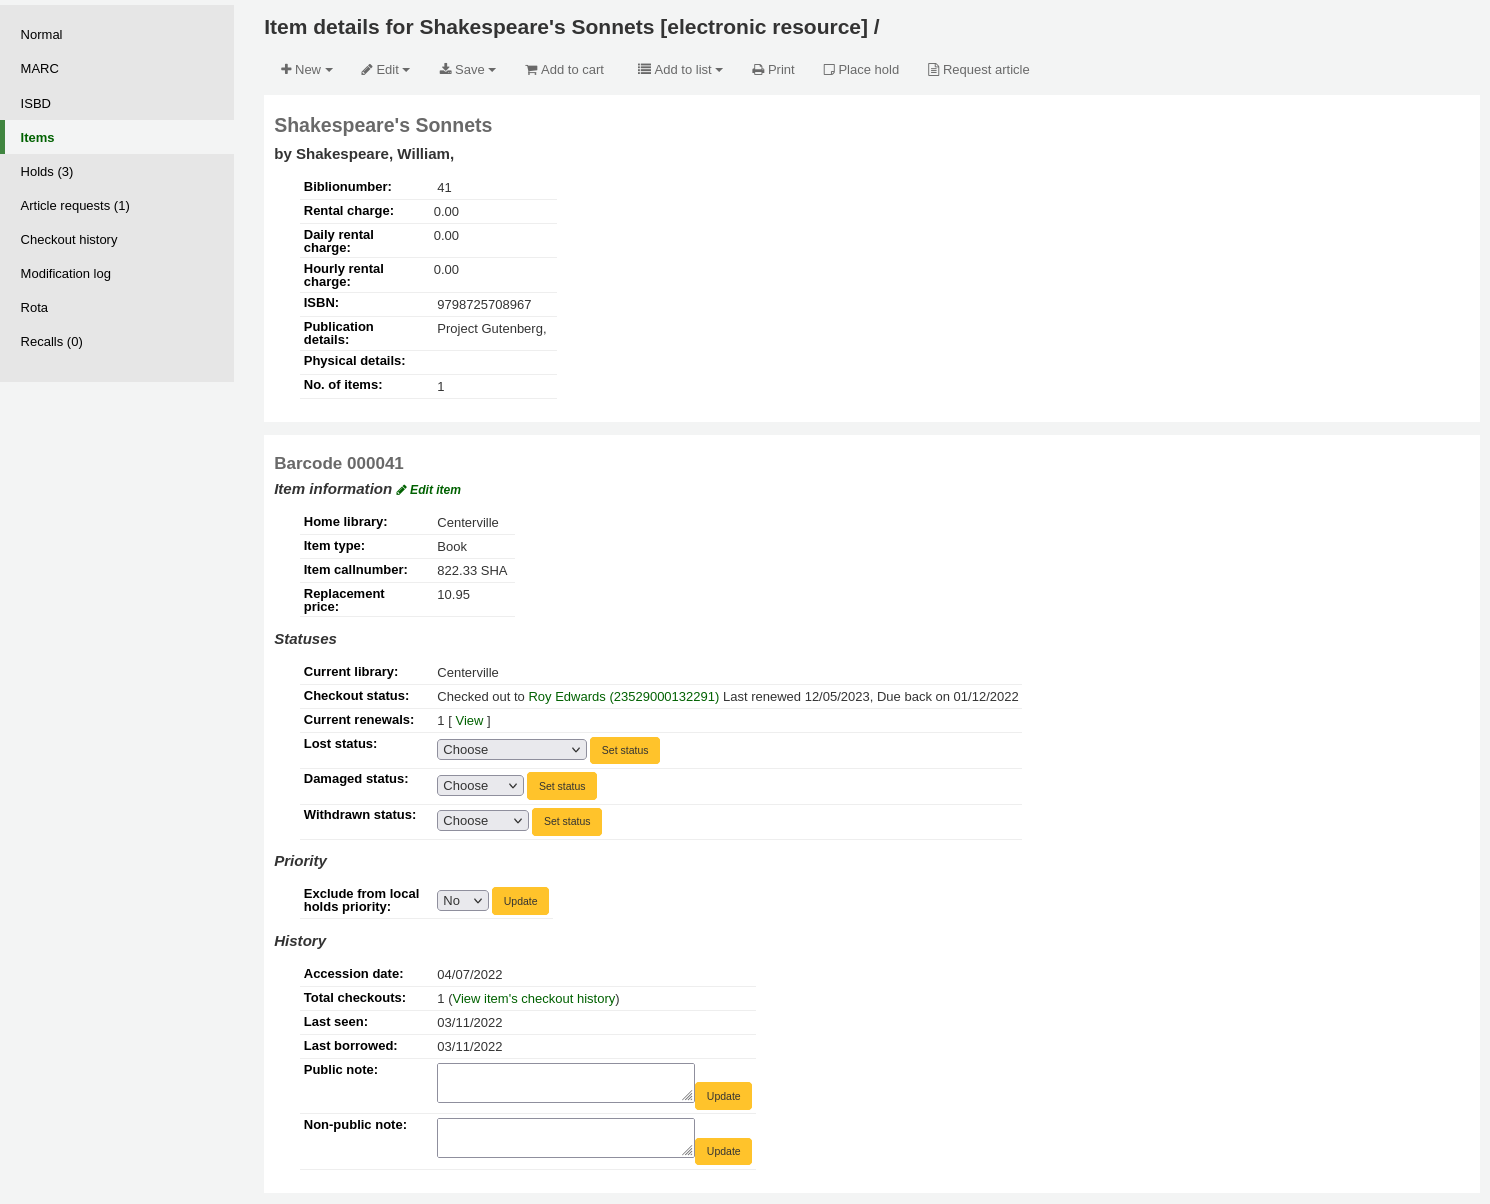 Normal
MARC
ISBD
Items
Holds (3)
Article requests (1)
Checkout history
Modification log
Rota
Recalls (0)
Item details for Shakespeare's Sonnets [electronic resource] /
New Edit Save Add to cart Add to list Print Place hold Request article
Shakespeare's Sonnets
by Shakespeare, William,
Biblionumber: 41
Rental charge: 0.00
Daily rental charge: 0.00
Hourly rental charge: 0.00
ISBN: 9798725708967
Publication details: Project Gutenberg,
Physical details:
No. of items: 1
Barcode 000041
Item information Edit item
Home library: Centerville
Item type: Book
Item callnumber: 822.33 SHA
Replacement price: 10.95
Statuses
Current library: Centerville
Checkout status: Checked out to Roy Edwards (23529000132291) Last renewed 12/05/2023, Due back on 01/12/2022
Current renewals: 1 [ View ]
Lost status: Choose Set status
Damaged status: Choose Set status
Withdrawn status: Choose Set status
Priority
Exclude from local holds priority: No Update
History
Accession date: 04/07/2022
Total checkouts: 1 (View item's checkout history)
Last seen: 03/11/2022
Last borrowed: 03/11/2022
Public note: Update
Non-public note: Update